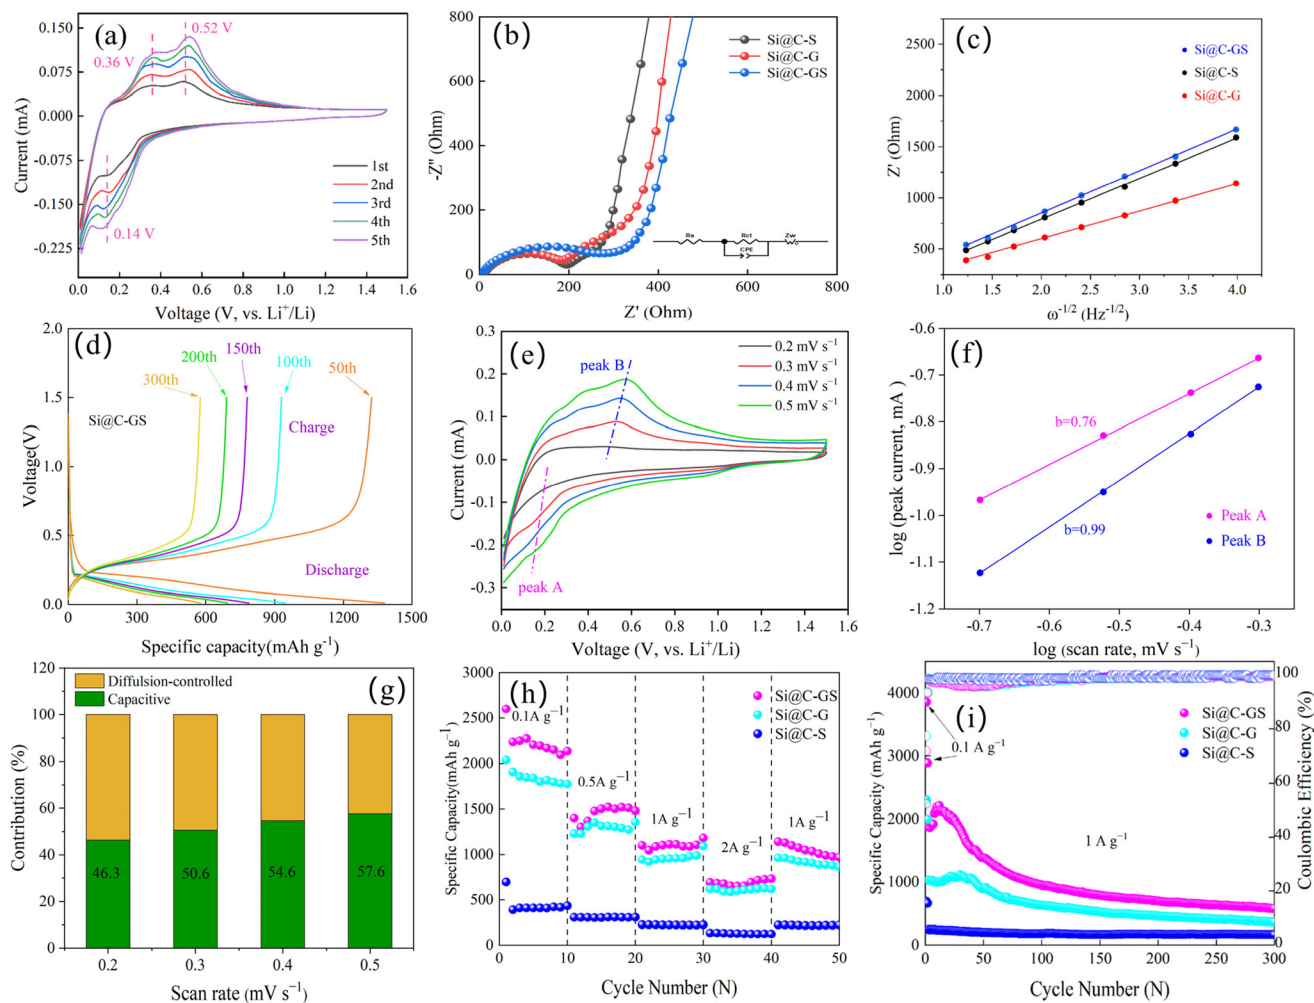 (a)
0.150
0.075
0.000
-0.075
-0.150
-0.225
Current (mA)
0.36 V
0.52 V
0.14 V
1st
2nd
3rd
4th
5th
0.0 0.2 0.4 0.6 0.8 1.0 1.2 1.4 1.6
Voltage (V, vs. Li⁺/Li)
(b)
800
600
400
200
0
-Z'' (Ohm)
Si@C-S
Si@C-G
Si@C-GS
Rs
Rct
CPE
Zw
0 200 400 600 800
Z' (Ohm)
(c)
2500
2000
1500
1000
500
Z' (Ohm)
Si@C-GS
Si@C-S
Si@C-G
1.0 1.5 2.0 2.5 3.0 3.5 4.0
ω⁻¹/² (Hz⁻¹/²)
(d)
2.0
1.5
1.0
0.5
0.0
Voltage(V)
300th
200th
150th
100th
50th
Si@C-GS
Charge
Discharge
0 300 600 900 1200 1500
Specific capacity(mAh g⁻¹)
(e)
0.3
0.2
0.1
0.0
-0.1
-0.2
-0.3
Current (mA)
peak B
peak A
0.2 mV s⁻¹
0.3 mV s⁻¹
0.4 mV s⁻¹
0.5 mV s⁻¹
0.0 0.2 0.4 0.6 0.8 1.0 1.2 1.4 1.6
Voltage (V, vs. Li⁺/Li)
(f)
-0.6
-0.7
-0.8
-0.9
-1.0
-1.1
-1.2
log (peak current, mA )
b=0.76
b=0.99
Peak A
Peak B
-0.7 -0.6 -0.5 -0.4 -0.3
log (scan rate, mV s⁻¹)
(g)
120
100
80
60
40
20
0
Contribution (%)
Diffulsion-controlled
Capacitive
46.3
50.6
54.6
57.6
0.2 0.3 0.4 0.5
Scan rate (mV s⁻¹)
(h)
3000
2500
2000
1500
1000
500
0
Specific Capacity(mAh g⁻¹)
Si@C-GS
Si@C-G
Si@C-S
0.1A g⁻¹
0.5A g⁻¹
1A g⁻¹
2A g⁻¹
1A g⁻¹
0 10 20 30 40 50
Cycle Number (N)
(i)
4000
3000
2000
1000
0
Specific Capacity (mAh g⁻¹)
Si@C-GS
Si@C-G
Si@C-S
0.1 A g⁻¹
1 A g⁻¹
100
80
60
40
20
0
Coulombic Efficiency (%)
0 50 100 150 200 250 300
Cycle Number (N)